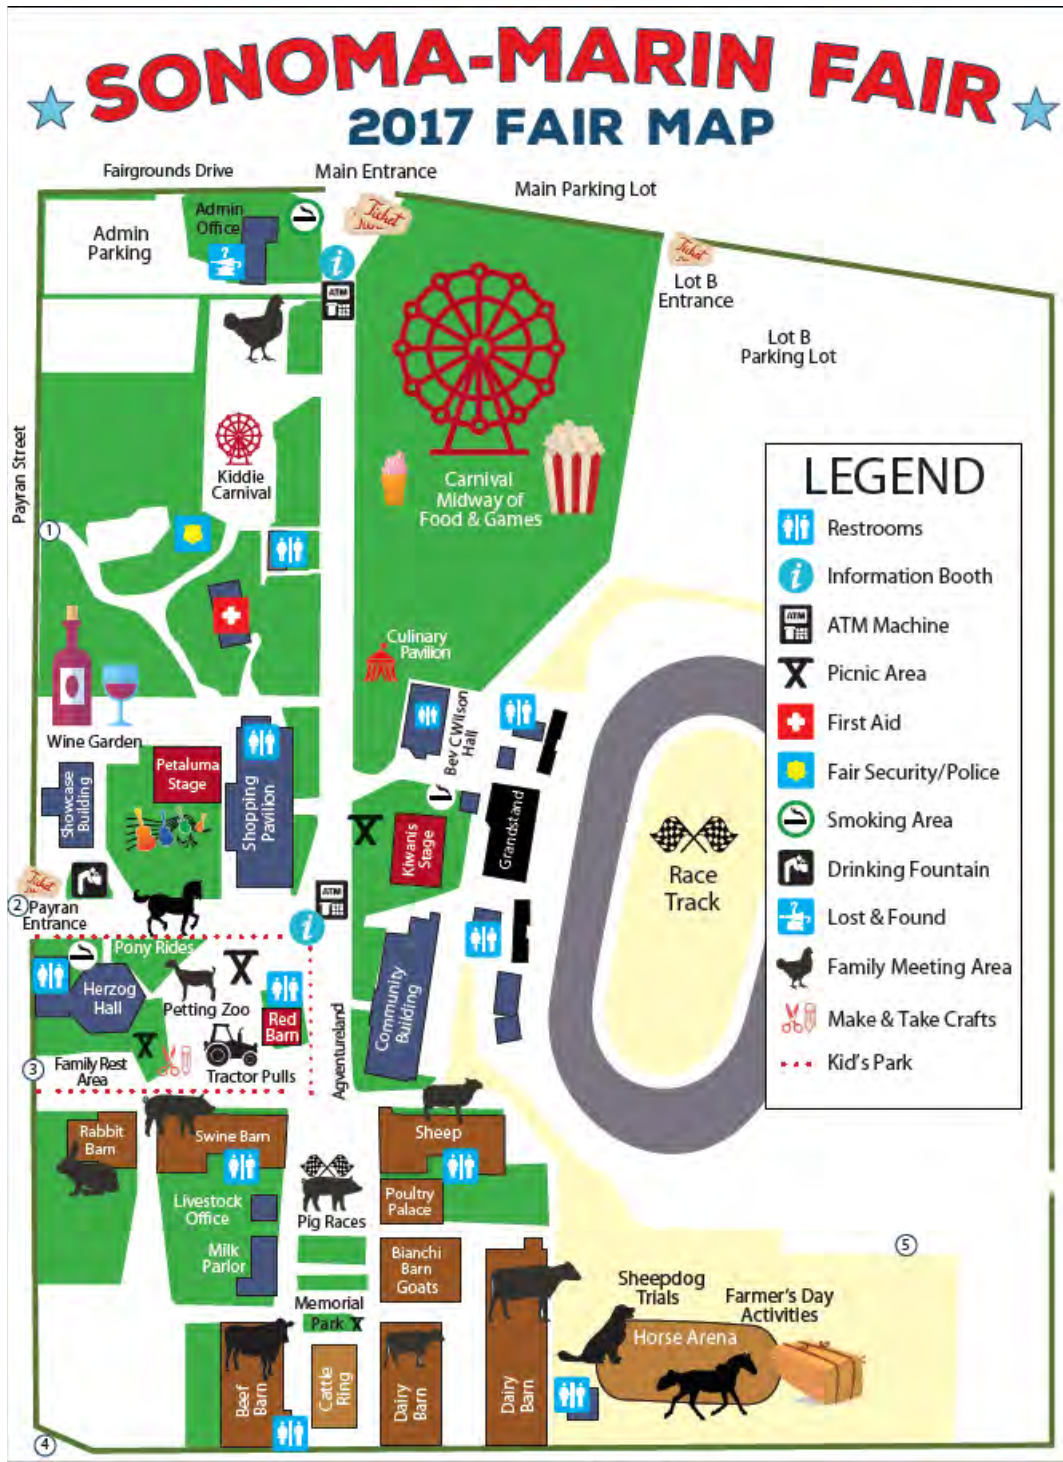 SONOMA-MARIN FAIR
2017 FAIR MAP
Fairgrounds Drive
Main Entrance
Main Parking Lot
Admin
Office
Admin
Parking
Ticket
ATM
Ticket
Lot B
Entrance
Lot B
Parking Lot
Payran Street
Kiddie
Carnival
Carnival
Midway of
Food & Games
1
Culinary
Pavilion
Bev C Wilson
Hall
Wine Garden
Petaluma
Stage
Showcase
Building
Shopping
Pavilion
Kiwanis
Stage
Grandstand
Race
Track
Ticket
2
Payran
Entrance
ATM
Pony Rides
Herzog
Hall
Petting Zoo
Red
Barn
Community
Building
Agventureland
3
Family Rest
Area
Tractor Pulls
Rabbit
Barn
Swine Barn
Sheep
Livestock
Office
Pig Races
Poultry
Palace
Milk
Parlor
Bianchi
Barn
Goats
Memorial
Park
Beef
Barn
Cattle
Ring
Dairy
Barn
Dairy
Barn
Sheepdog
Trials
Farmer's Day
Activities
Horse Arena
4
5
LEGEND
Restrooms
Information Booth
ATM
ATM Machine
Picnic Area
First Aid
Fair Security/Police
Smoking Area
Drinking Fountain
Lost & Found
Family Meeting Area
Make & Take Crafts
Kid's Park